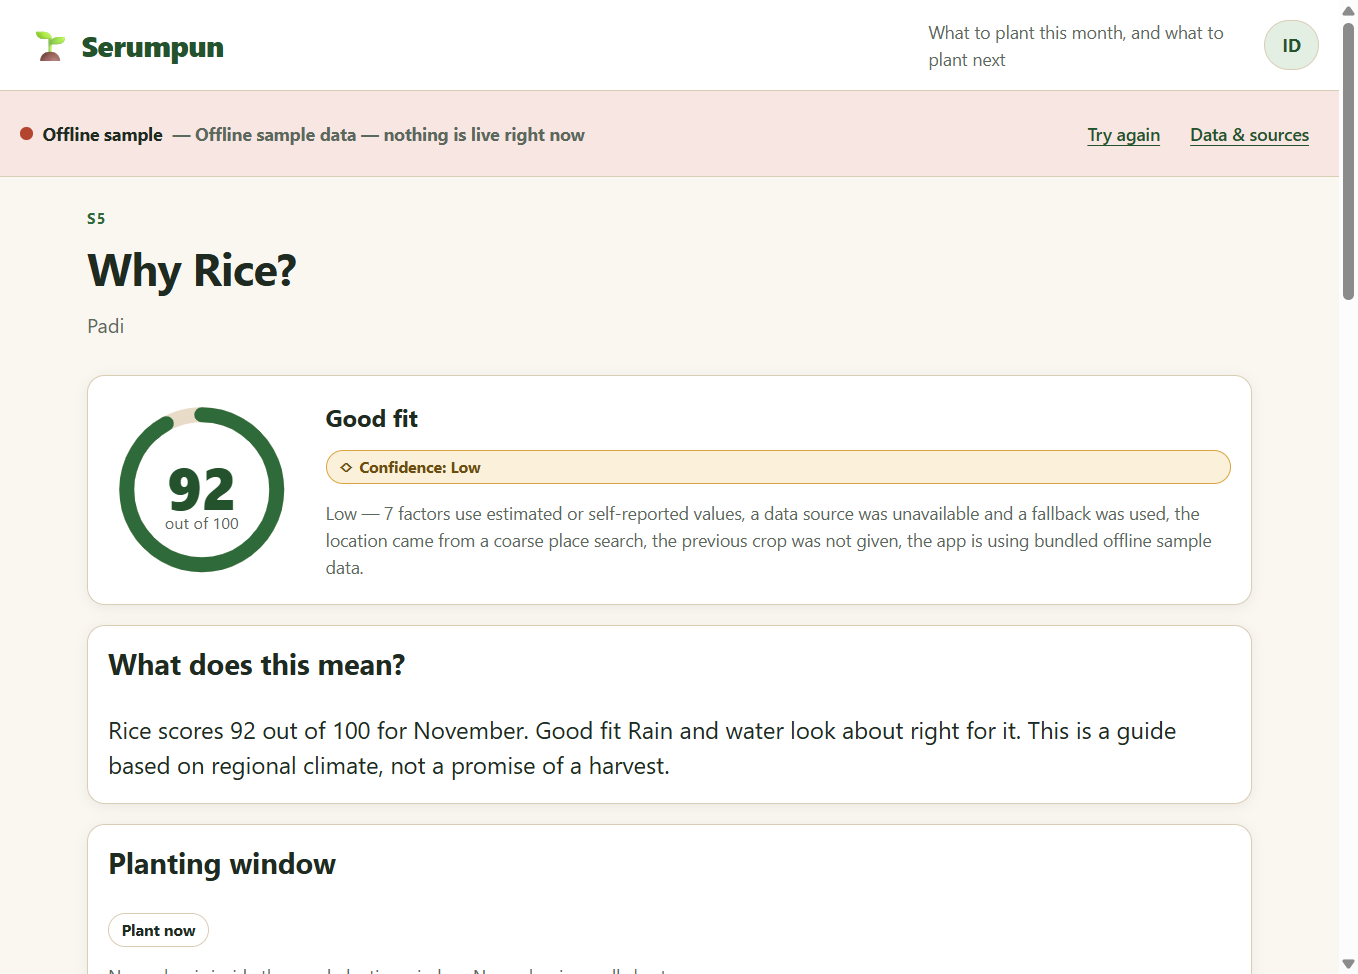 Serumpun
What to plant this month, and what to
plant next
ID
Offline sample — Offline sample data — nothing is live right now
Try again
Data & sources
S5
Why Rice?
Padi
92
out of 100
Good fit
Confidence: Low
Low — 7 factors use estimated or self-reported values, a data source was unavailable and a fallback was used, the
location came from a coarse place search, the previous crop was not given, the app is using bundled offline sample
data.
What does this mean?
Rice scores 92 out of 100 for November. Good fit Rain and water look about right for it. This is a guide
based on regional climate, not a promise of a harvest.
Planting window
Plant now